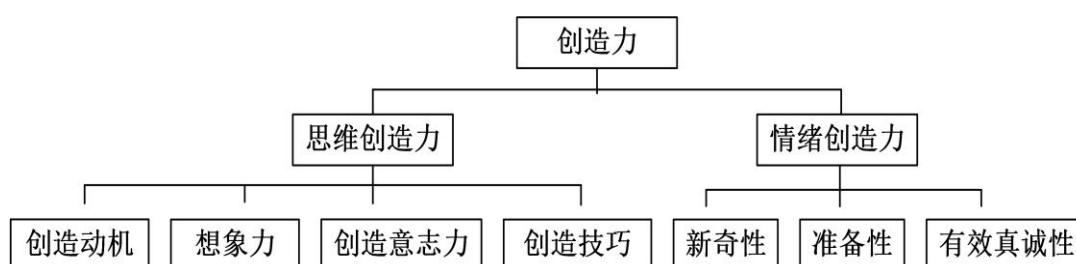 创造力
思维创造力
情绪创造力
创造动机
想象力
创造意志力
创造技巧
新奇性
准备性
有效真诚性